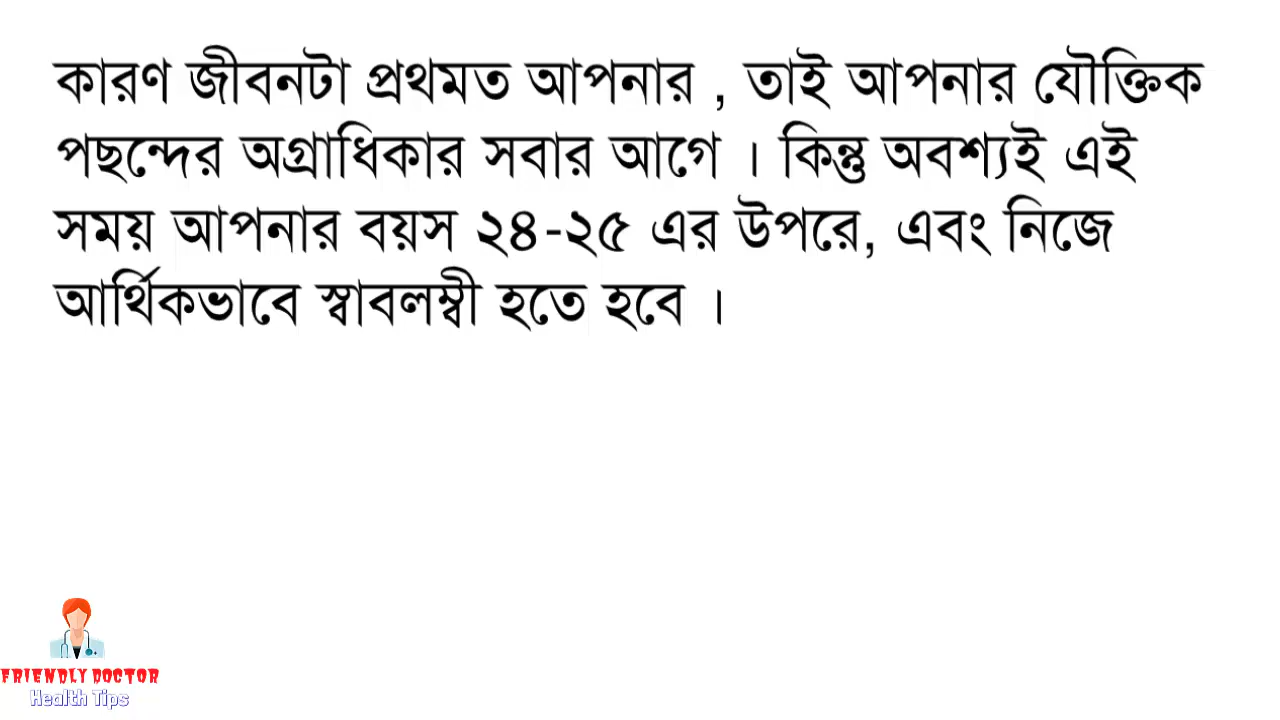 কারণ জীবনটা প্রথমত আপনার , তাই আপনার যৌক্তিক
পছন্দের অগ্রাধিকার সবার আগে । কিন্তু অবশ্যই এই
সময় আপনার বয়স ২৪-২৫ এর উপরে, এবং নিজে
আর্থিকভাবে স্বাবলম্বী হতে হবে ।
FRIENDLY DOCTOR
Health Tips